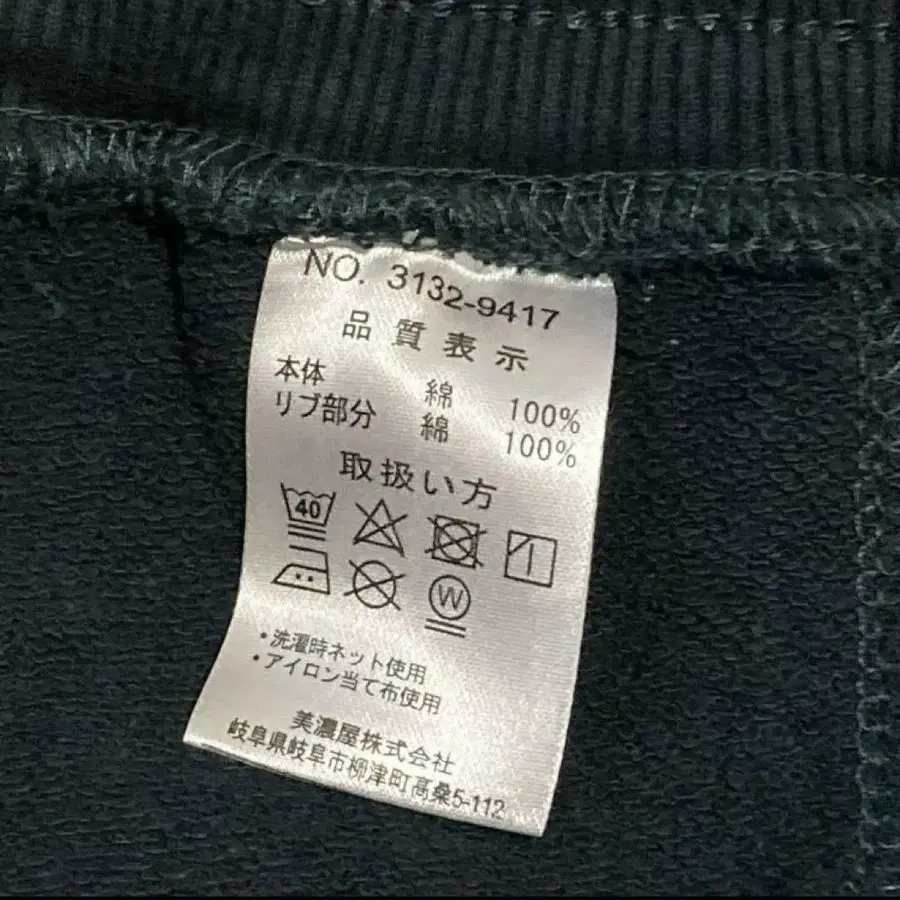 NO. 3132-9417
品質表示
本体 綿 100%
リブ部分 綿 100%
取扱い方
40
W
・洗濯時ネット使用
・アイロン当て布使用
美濃屋株式会社
岐阜県岐阜市柳津町高桑5-112